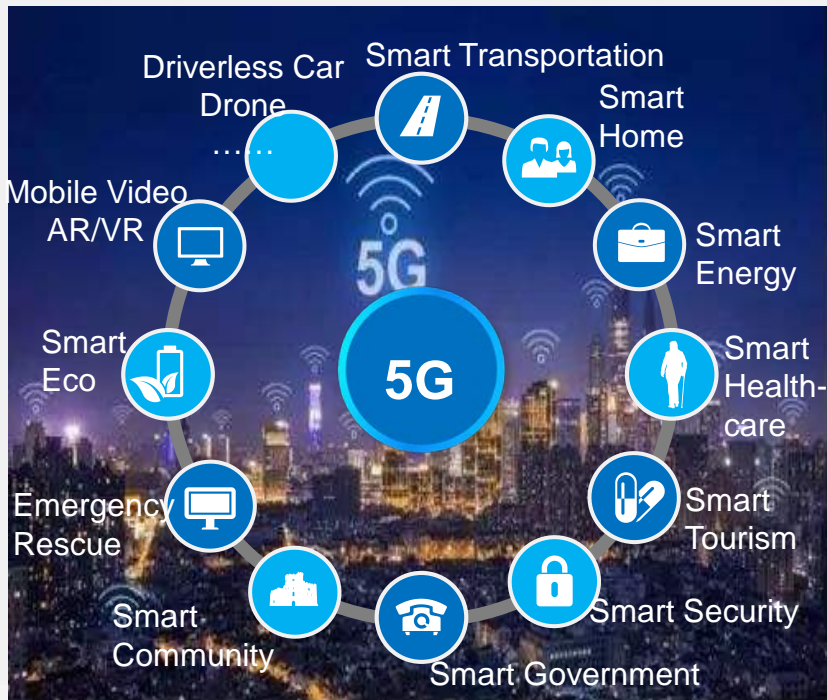 Smart Transportation
Driverless Car
Drone
......
Smart
Home
Mobile Video
AR/VR
5G
Smart
Energy
Smart
Eco
5G
Smart
Health-
care
Emergency
Rescue
Smart
Tourism
Smart
Community
Smart Security
Smart Government